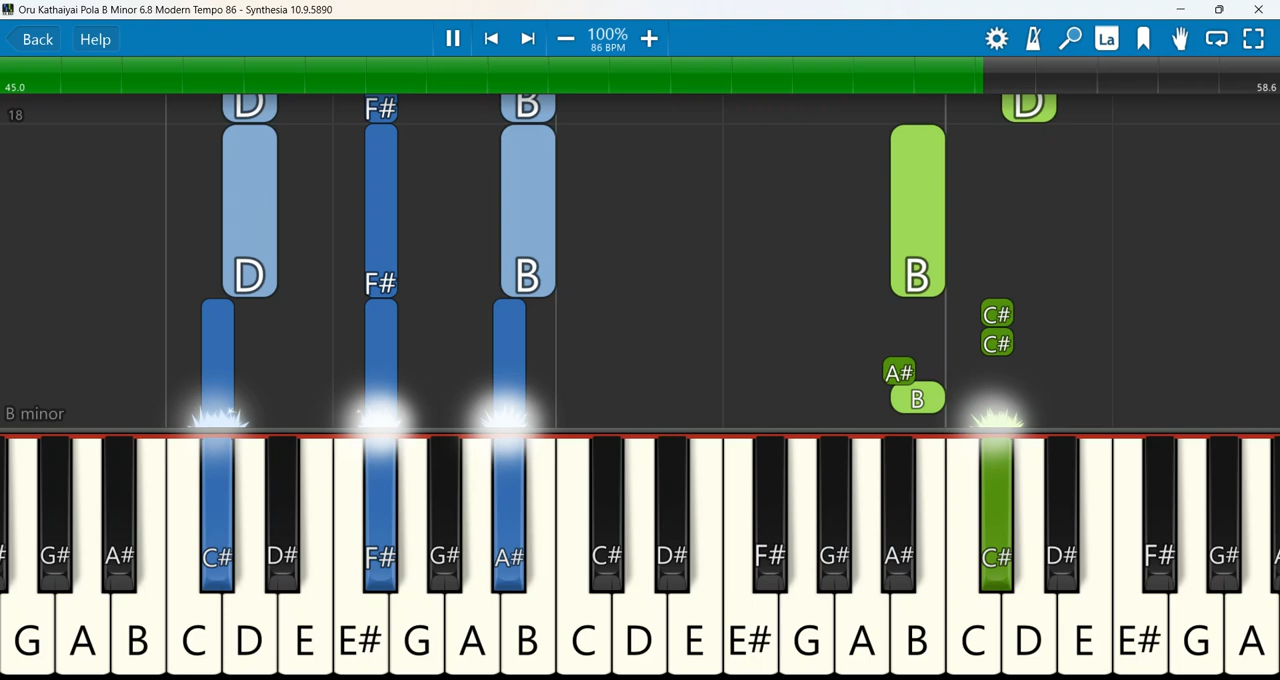 Oru Kathaiyai Pola B Minor 6.8 Modern Tempo 86 - Synthesia 10.9.5890
Back Help 100% La
86 BPM
45.0 58.6
18 D F# B D
D F# B B
C#
C#
A#
B
B minor
G# A# C# D# F# G# A# C# D# F# G# A# C# D# F# G#
G A B C D E E# G A B C D E E# G A B C D E E# G A